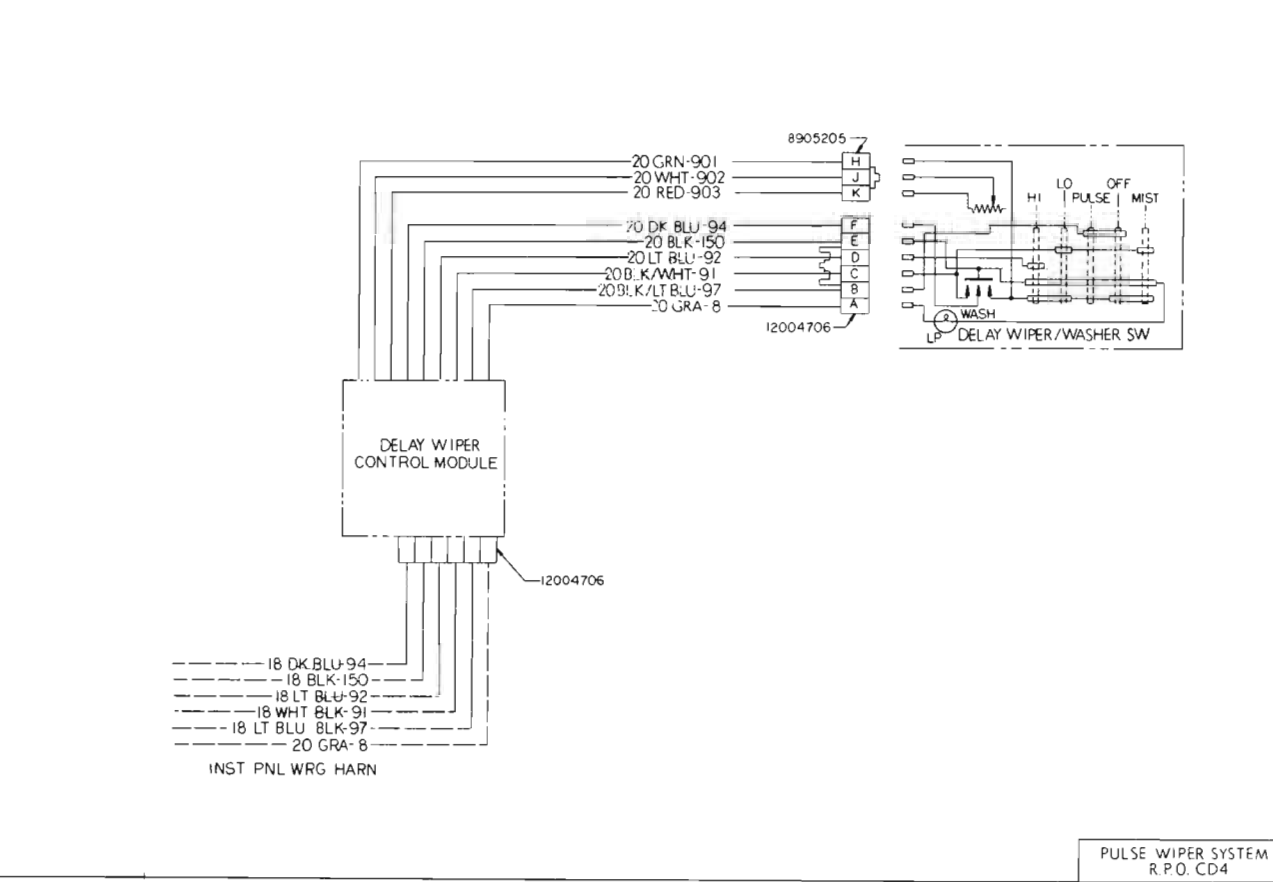 8905205
20 GRN-901 H
20 WHT-902 J
20 RED-903 K
20 DK BLU-94 F
20 BLK-150 E
20 LT BLU-92 D
20 BLK/WHT-91 C
20 BLK/LT BLU-97 B
20 GRA-8 A
12004706
HI LO PULSE OFF MIST
WASH
LP DELAY WIPER/WASHER SW
DELAY WIPER
CONTROL MODULE
12004706
18 DK BLU-94
18 BLK-150
18 LT BLU-92
18 WHT BLK-91
18 LT BLU BLK-97
20 GRA-8
INST PNL WRG HARN
PULSE WIPER SYSTEM
R.P.O. CD4